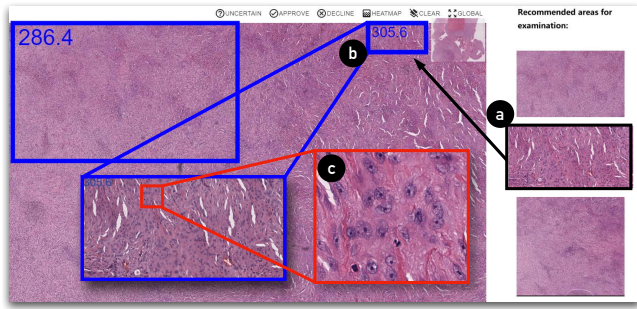 UNCERTAIN APPROVE DECLINE HEATMAP CLEAR GLOBAL
Recommended areas for
examination:
286.4
305.6
b
a
c